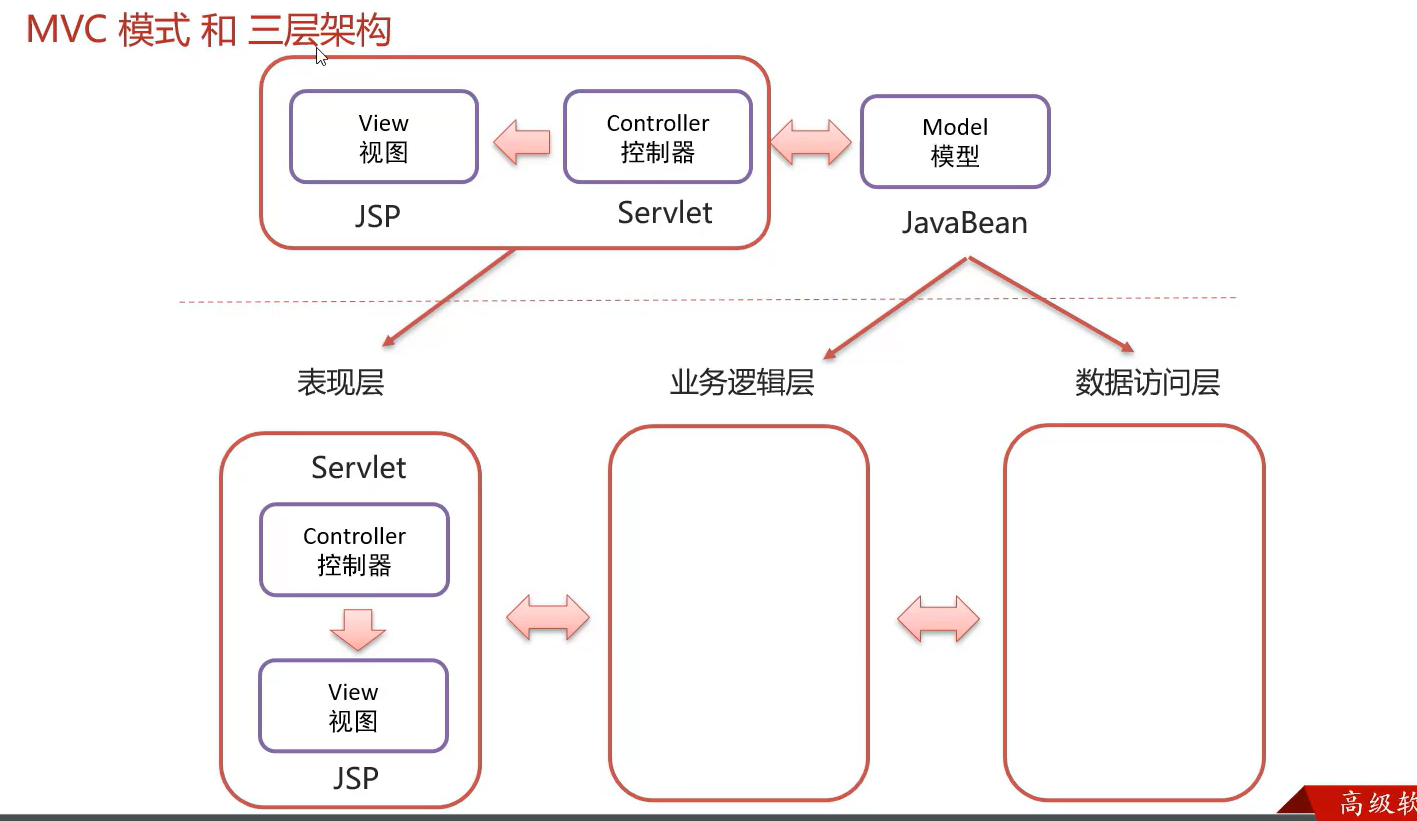 MVC 模式 和 三层架构
View
视图
Controller
控制器
Model
模型
JSP
Servlet
JavaBean
表现层
业务逻辑层
数据访问层
Servlet
Controller
控制器
View
视图
JSP
高级软